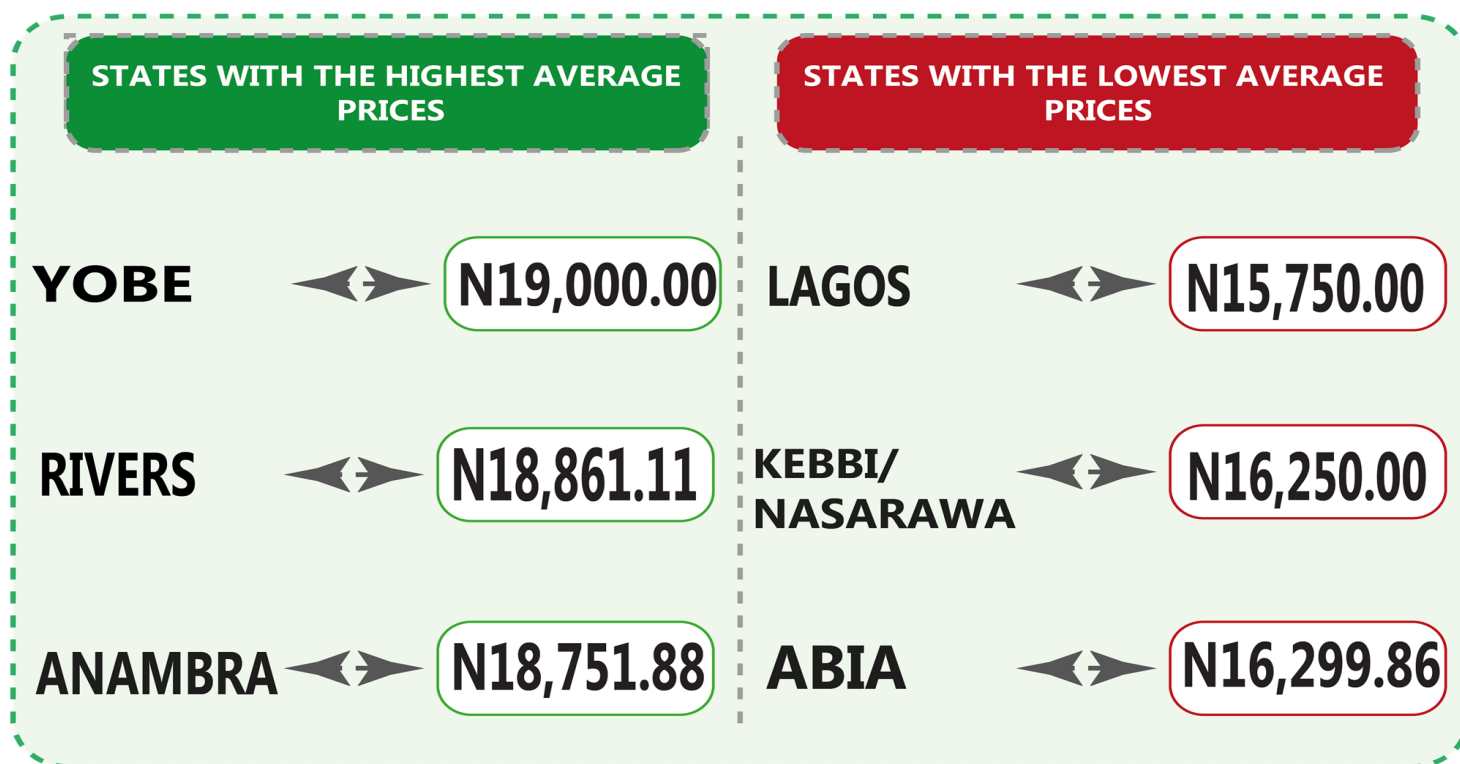 STATES WITH THE HIGHEST AVERAGE
PRICES
YOBE N19,000.00
RIVERS N18,861.11
ANAMBRA N18,751.88
STATES WITH THE LOWEST AVERAGE
PRICES
LAGOS N15,750.00
KEBBI/
NASARAWA N16,250.00
ABIA N16,299.86